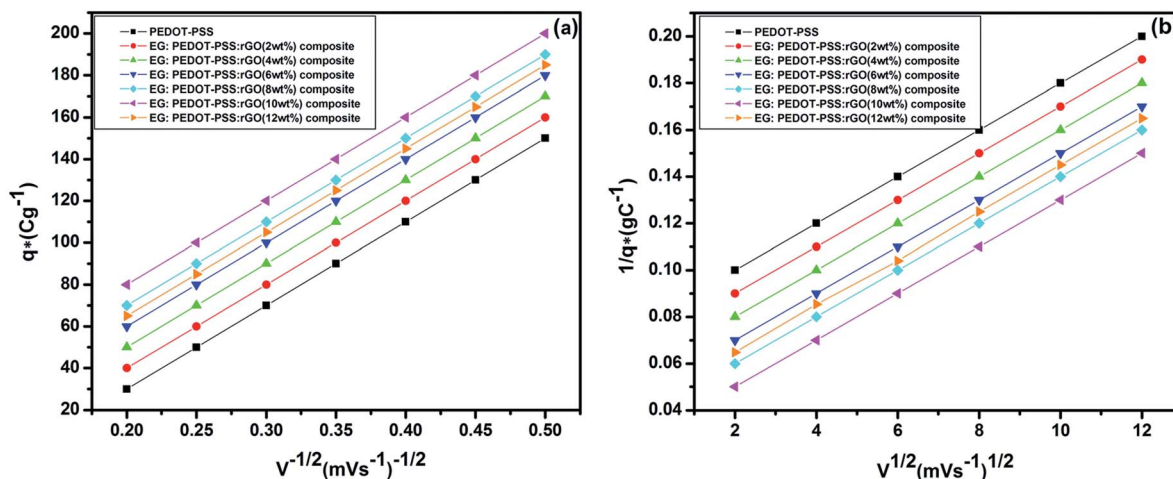 (a)
PEDOT-PSS
EG: PEDOT-PSS:rGO(2wt%) composite
EG: PEDOT-PSS:rGO(4wt%) composite
EG: PEDOT-PSS:rGO(6wt%) composite
EG: PEDOT-PSS:rGO(8wt%) composite
EG: PEDOT-PSS:rGO(10wt%) composite
EG: PEDOT-PSS:rGO(12wt%) composite
200
180
160
140
120
100
80
60
40
20
q*(Cg⁻¹)
0.20 0.25 0.30 0.35 0.40 0.45 0.50
V⁻¹/²(mVs⁻¹)⁻¹/²
(b)
PEDOT-PSS
EG: PEDOT-PSS:rGO(2wt%) composite
EG: PEDOT-PSS:rGO(4wt%) composite
EG: PEDOT-PSS:rGO(6wt%) composite
EG: PEDOT-PSS:rGO(8wt%) composite
EG: PEDOT-PSS:rGO(10wt%) composite
EG: PEDOT-PSS:rGO(12wt%) composite
0.20
0.18
0.16
0.14
0.12
0.10
0.08
0.06
0.04
1/q*(gC⁻¹)
2 4 6 8 10 12
V¹/²(mVs⁻¹)¹/²